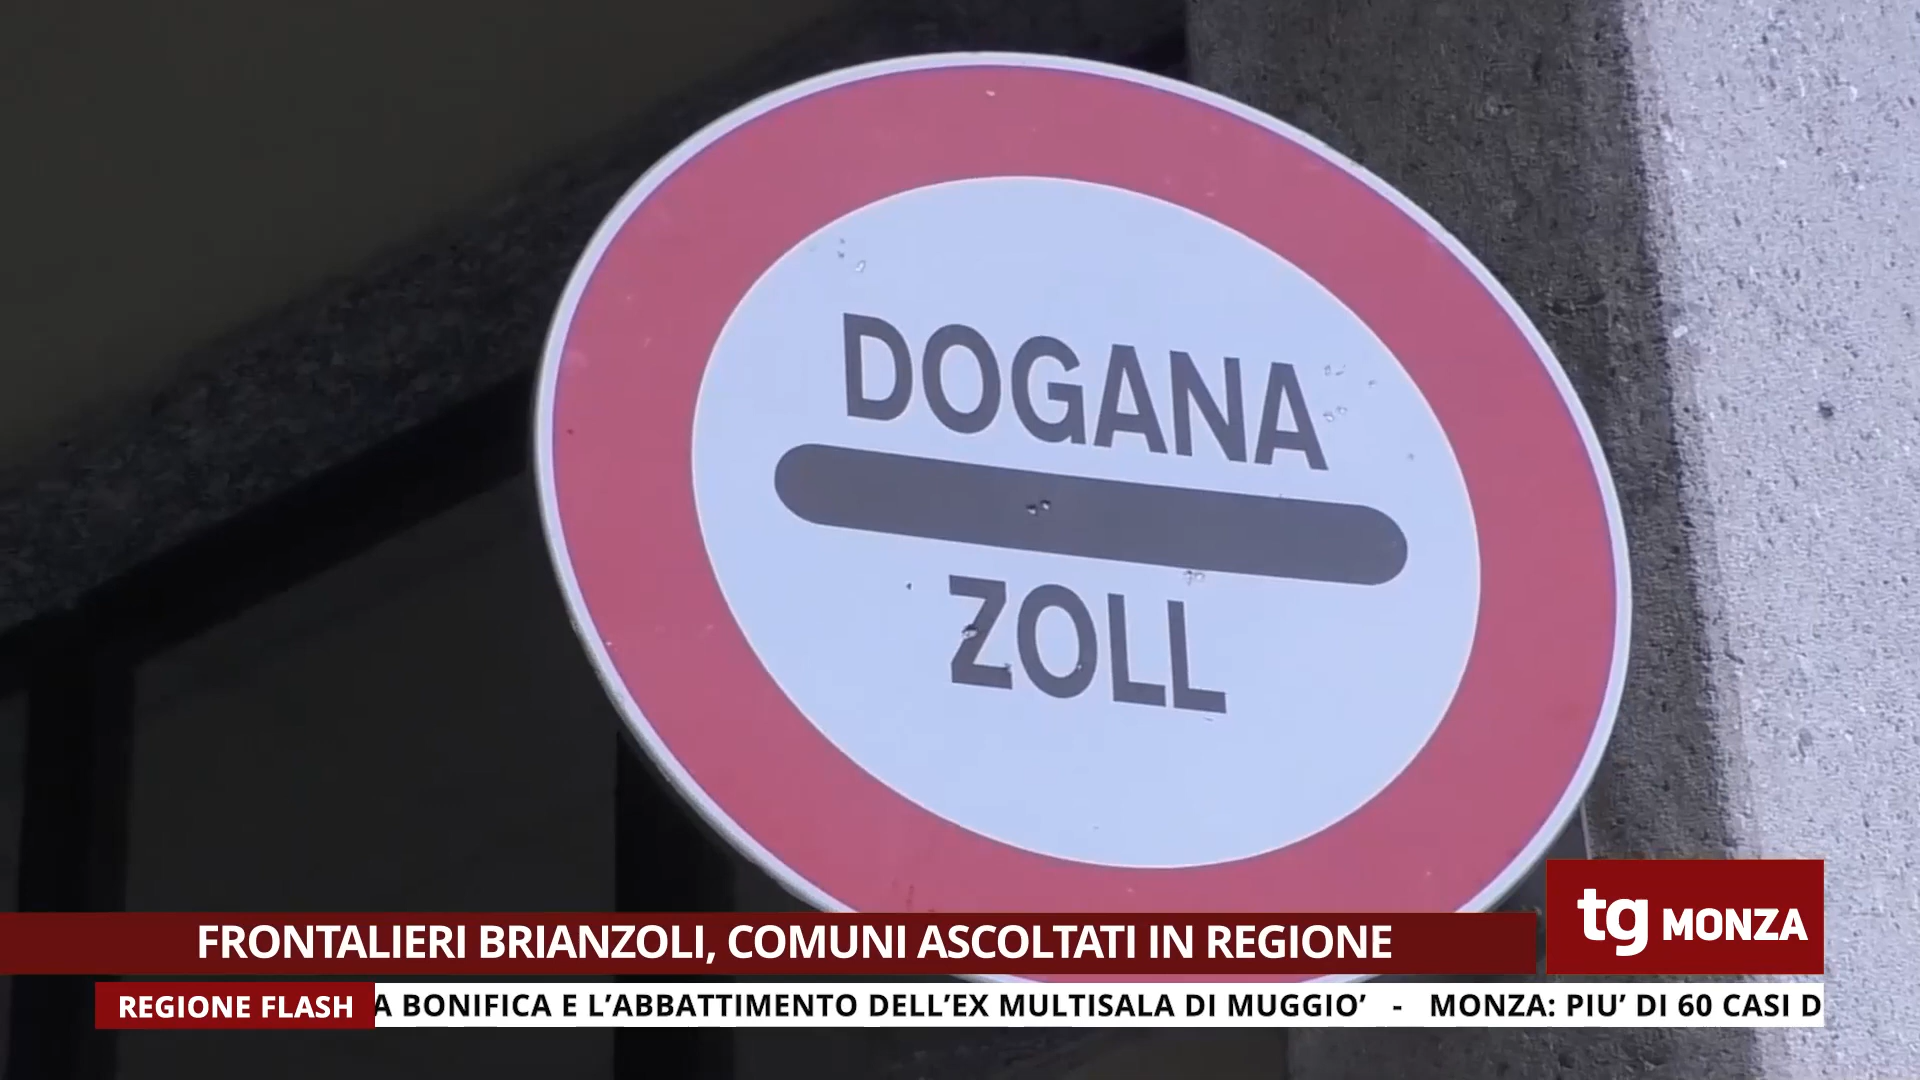 DOGANA
ZOLL
tg MONZA
FRONTALIERI BRIANZOLI, COMUNI ASCOLTATI IN REGIONE
REGIONE FLASH A BONIFICA E L’ABBATTIMENTO DELL’EX MULTISALA DI MUGGIO’ - MONZA: PIU’ DI 60 CASI D